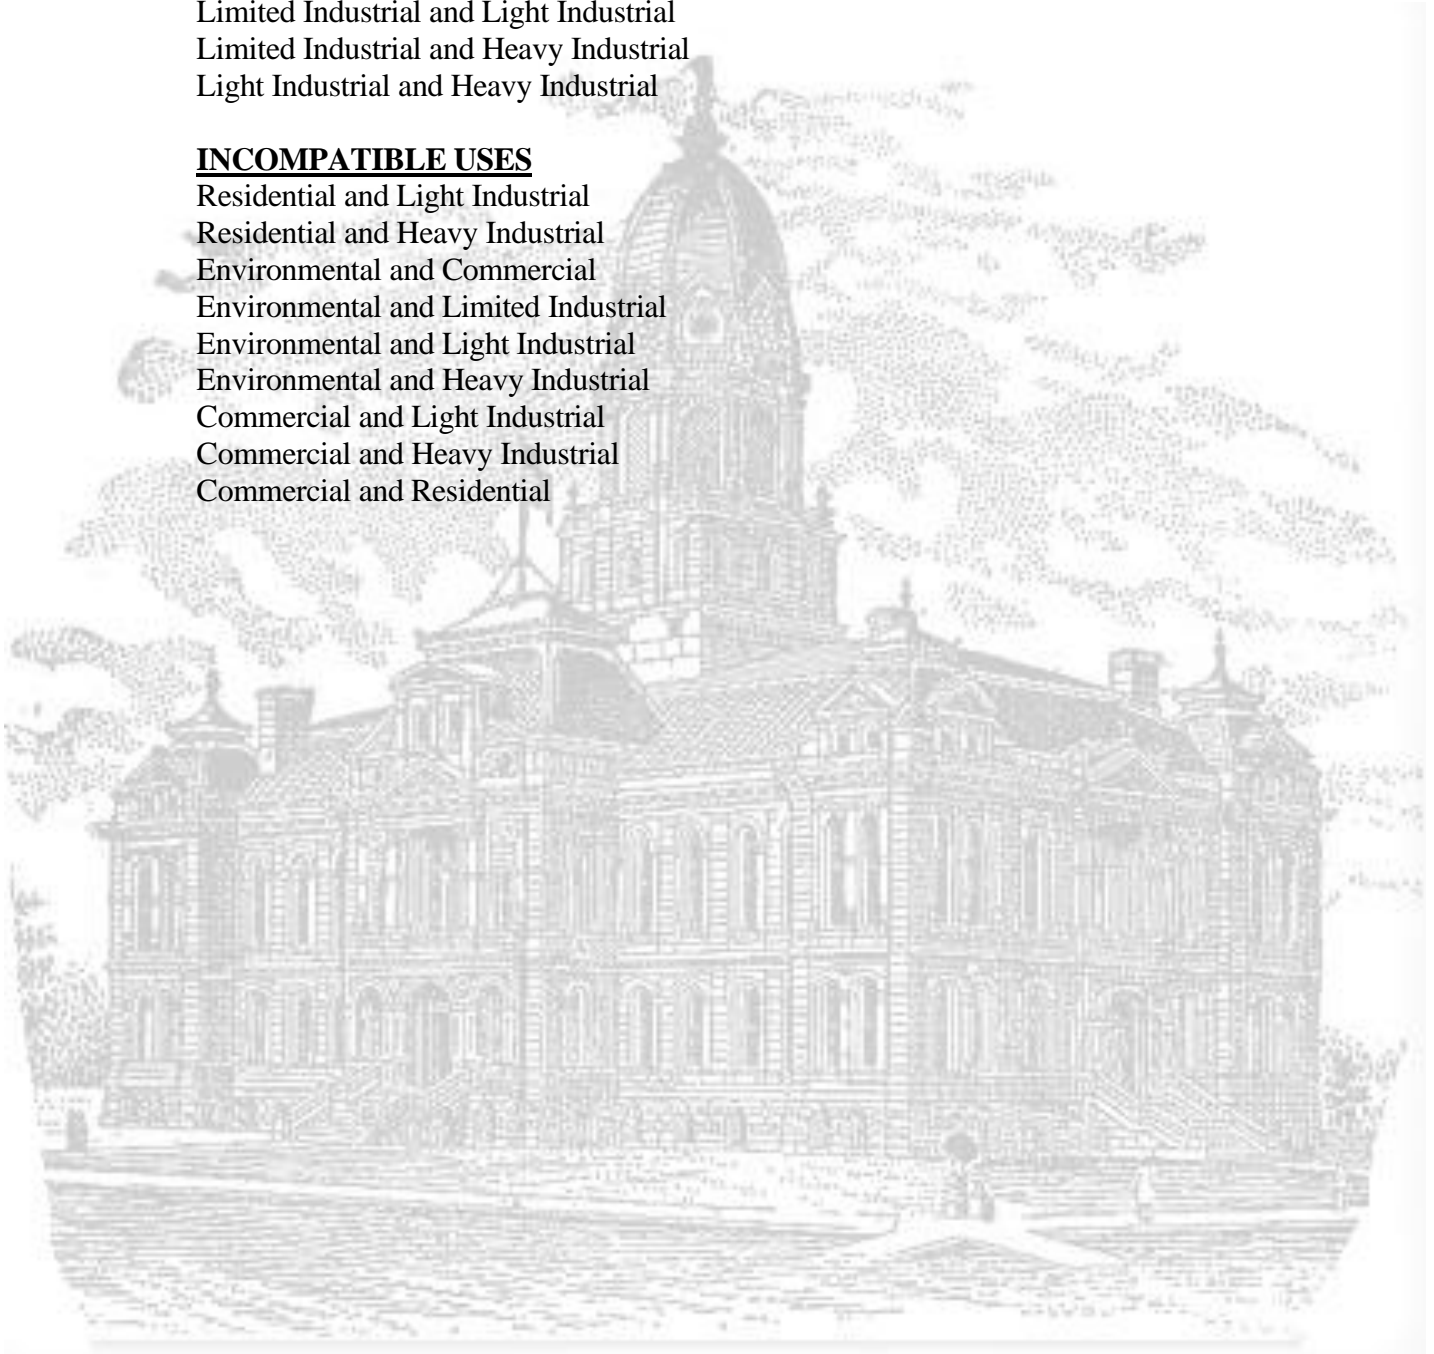 Limited Industrial and Light Industrial
Limited Industrial and Heavy Industrial
Light Industrial and Heavy Industrial
INCOMPATIBLE USES
Residential and Light Industrial
Residential and Heavy Industrial
Environmental and Commercial
Environmental and Limited Industrial
Environmental and Light Industrial
Environmental and Heavy Industrial
Commercial and Light Industrial
Commercial and Heavy Industrial
Commercial and Residential